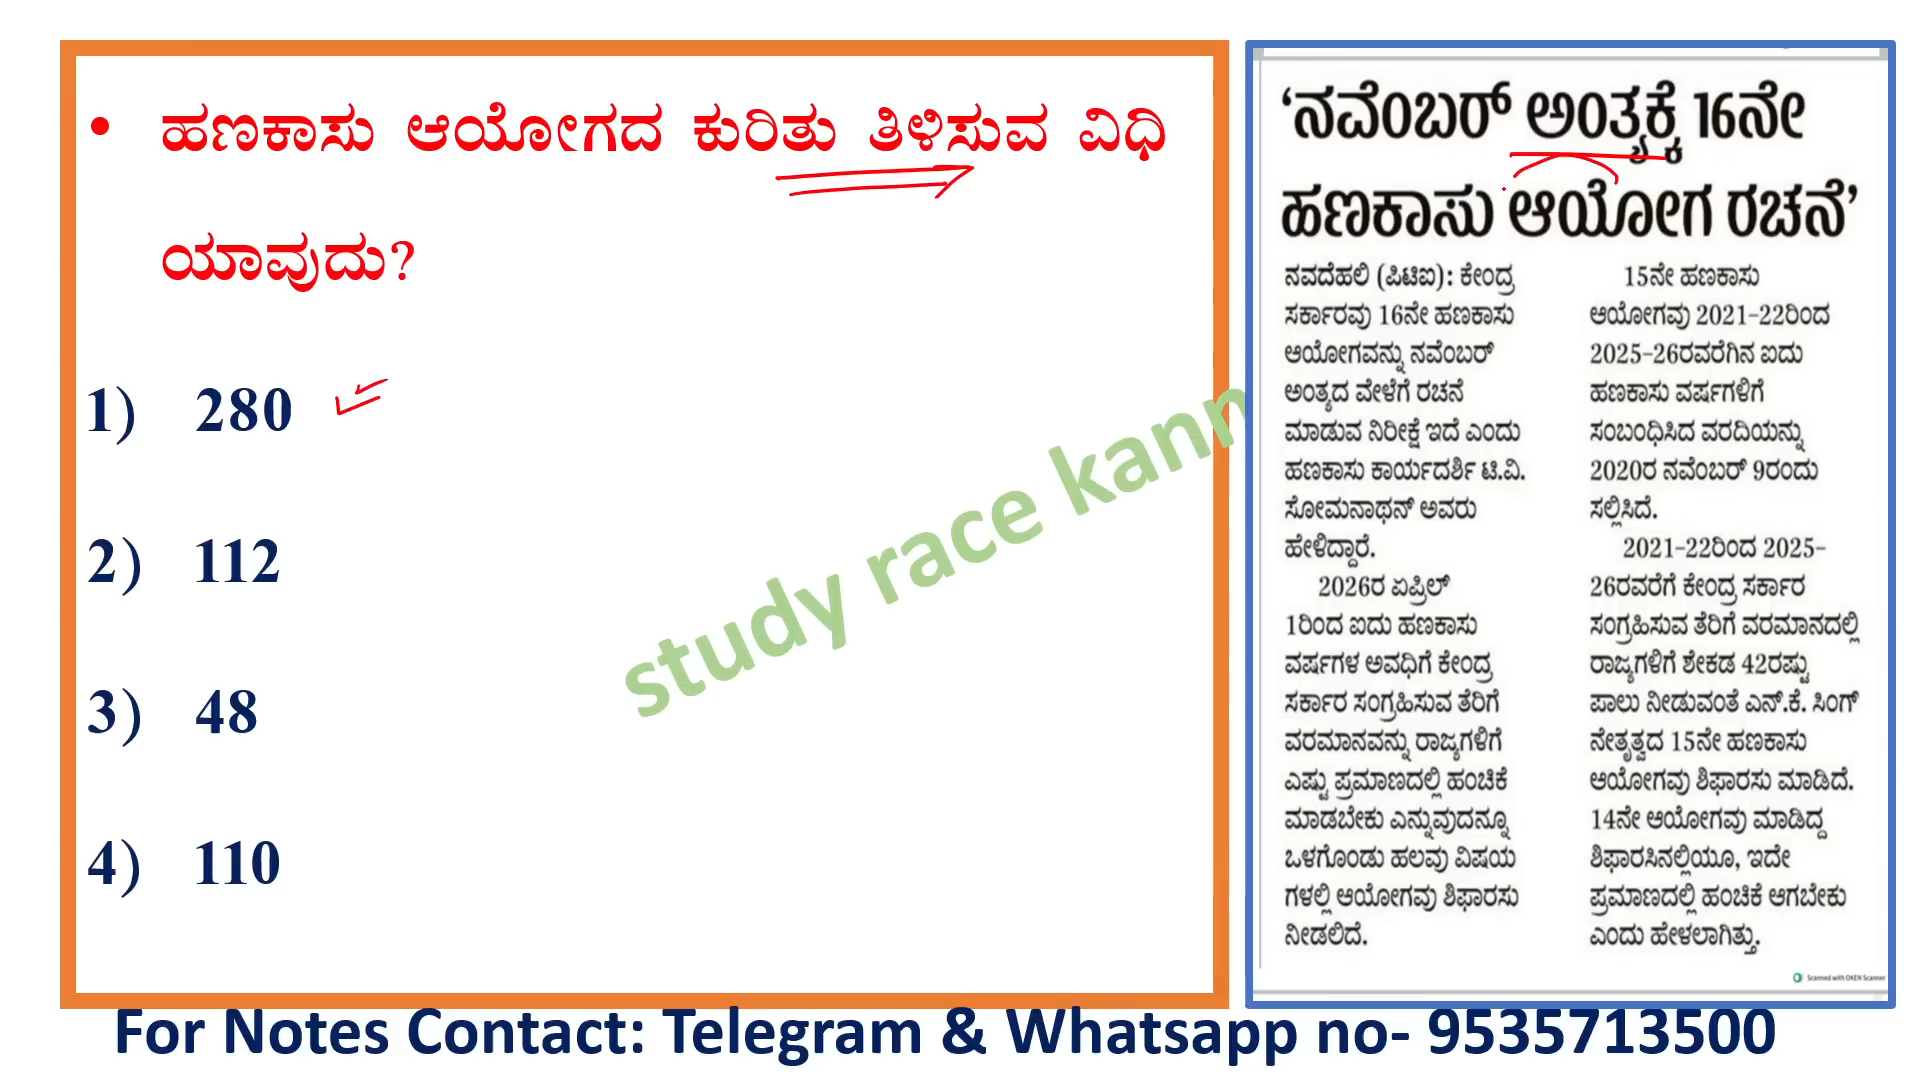 • ಹಣಕಾಸು ಆಯೋಗದ ಕುರಿತು ತಿಳಿಸುವ ವಿಧಿ
ಯಾವುದು?
1) 280
2) 112
3) 48
4) 110
study race kann
‘ನವೆಂಬರ್ ಅಂತ್ಯಕ್ಕೆ 16ನೇ
ಹಣಕಾಸು ಆಯೋಗ ರಚನೆ’
ನವದೆಹಲಿ (ಪಿಟಿಐ): ಕೇಂದ್ರ
ಸರ್ಕಾರವು 16ನೇ ಹಣಕಾಸು
ಆಯೋಗವನ್ನು ನವೆಂಬರ್
ಅಂತ್ಯದ ವೇಳೆಗೆ ರಚನೆ
ಮಾಡುವ ನಿರೀಕ್ಷೆ ಇದೆ ಎಂದು
ಹಣಕಾಸು ಕಾರ್ಯದರ್ಶಿ ಟಿ.ವಿ.
ಸೋಮನಾಥನ್ ಅವರು
ಹೇಳಿದ್ದಾರೆ.
2026ರ ಏಪ್ರಿಲ್
1ರಿಂದ ಐದು ಹಣಕಾಸು
ವರ್ಷಗಳ ಅವಧಿಗೆ ಕೇಂದ್ರ
ಸರ್ಕಾರ ಸಂಗ್ರಹಿಸುವ ತೆರಿಗೆ
ವರಮಾನವನ್ನು ರಾಜ್ಯಗಳಿಗೆ
ಎಷ್ಟು ಪ್ರಮಾಣದಲ್ಲಿ ಹಂಚಿಕೆ
ಮಾಡಬೇಕು ಎನ್ನುವುದನ್ನೂ
ಒಳಗೊಂಡು ಹಲವು ವಿಷಯ
ಗಳಲ್ಲಿ ಆಯೋಗವು ಶಿಫಾರಸು
ನೀಡಲಿದೆ.
15ನೇ ಹಣಕಾಸು
ಆಯೋಗವು 2021-22ರಿಂದ
2025-26ರವರೆಗಿನ ಐದು
ಹಣಕಾಸು ವರ್ಷಗಳಿಗೆ
ಸಂಬಂಧಿಸಿದ ವರದಿಯನ್ನು
2020ರ ನವೆಂಬರ್ 9ರಂದು
ಸಲ್ಲಿಸಿದೆ.
2021-22ರಿಂದ 2025-
26ರವರೆಗೆ ಕೇಂದ್ರ ಸರ್ಕಾರ
ಸಂಗ್ರಹಿಸುವ ತೆರಿಗೆ ವರಮಾನದಲ್ಲಿ
ರಾಜ್ಯಗಳಿಗೆ ಶೇಕಡ 42ರಷ್ಟು
ಪಾಲು ನೀಡುವಂತೆ ಎನ್.ಕೆ. ಸಿಂಗ್
ನೇತೃತ್ವದ 15ನೇ ಹಣಕಾಸು
ಆಯೋಗವು ಶಿಫಾರಸು ಮಾಡಿದೆ.
14ನೇ ಆಯೋಗವು ಮಾಡಿದ್ದ
ಶಿಫಾರಸಿನಲ್ಲಿಯೂ, ಇದೇ
ಪ್ರಮಾಣದಲ್ಲಿ ಹಂಚಿಕೆ ಆಗಬೇಕು
ಎಂದು ಹೇಳಲಾಗಿತ್ತು.
Scanned with OKEN Scanner
For Notes Contact: Telegram & Whatsapp no- 9535713500